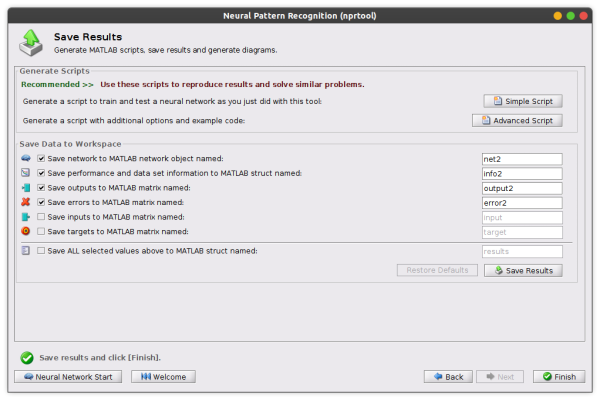 Neural Pattern Recognition (nprtool)
Save Results
Generate MATLAB scripts, save results and generate diagrams.
Generate Scripts
Recommended >> Use these scripts to reproduce results and solve similar problems.
Generate a script to train and test a neural network as you just did with this tool: Simple Script
Generate a script with additional options and example code: Advanced Script
Save Data to Workspace
Save network to MATLAB network object named: net2
Save performance and data set information to MATLAB struct named: info2
Save outputs to MATLAB matrix named: output2
Save errors to MATLAB matrix named: error2
Save inputs to MATLAB matrix named: input
Save targets to MATLAB matrix named: target
Save ALL selected values above to MATLAB struct named: results
Restore Defaults Save Results
Save results and click [Finish].
Neural Network Start Welcome Back Next Finish